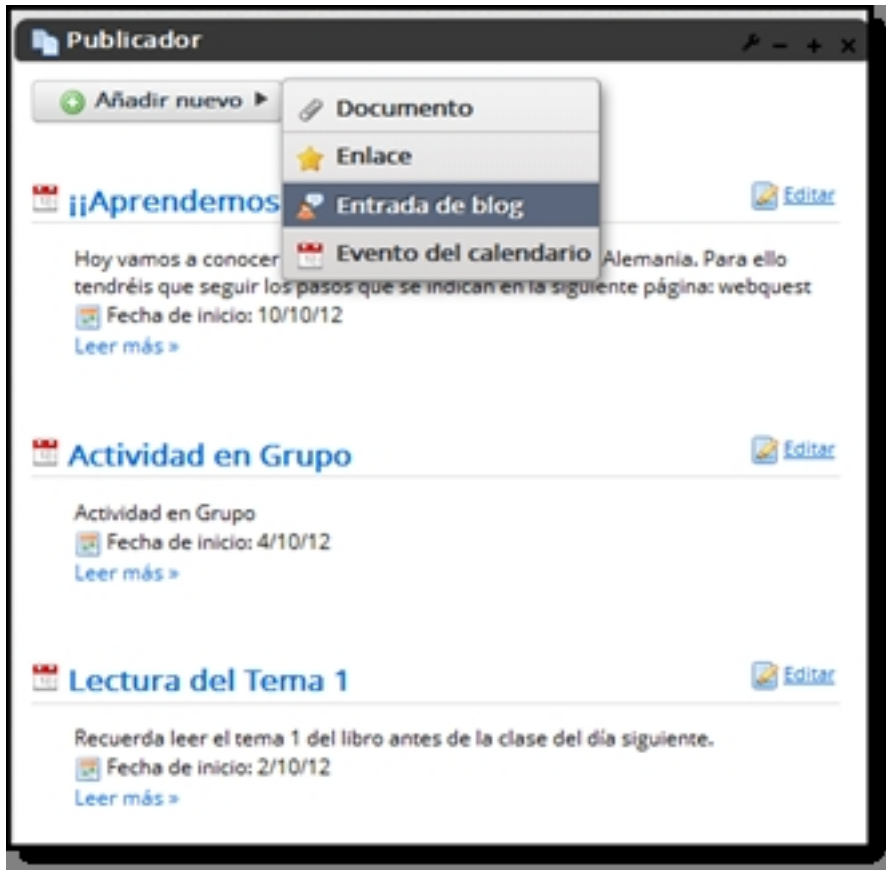 Publicador
Añadir nuevo
Documento
Enlace
Entrada de blog
Evento del calendario
¡¡Aprendemos
Editar
Hoy vamos a conocer Alemania. Para ello
tendréis que seguir los pasos que se indican en la siguiente página: webquest
Fecha de inicio: 10/10/12
Leer más »
Actividad en Grupo
Editar
Actividad en Grupo
Fecha de inicio: 4/10/12
Leer más »
Lectura del Tema 1
Editar
Recuerda leer el tema 1 del libro antes de la clase del día siguiente.
Fecha de inicio: 2/10/12
Leer más »